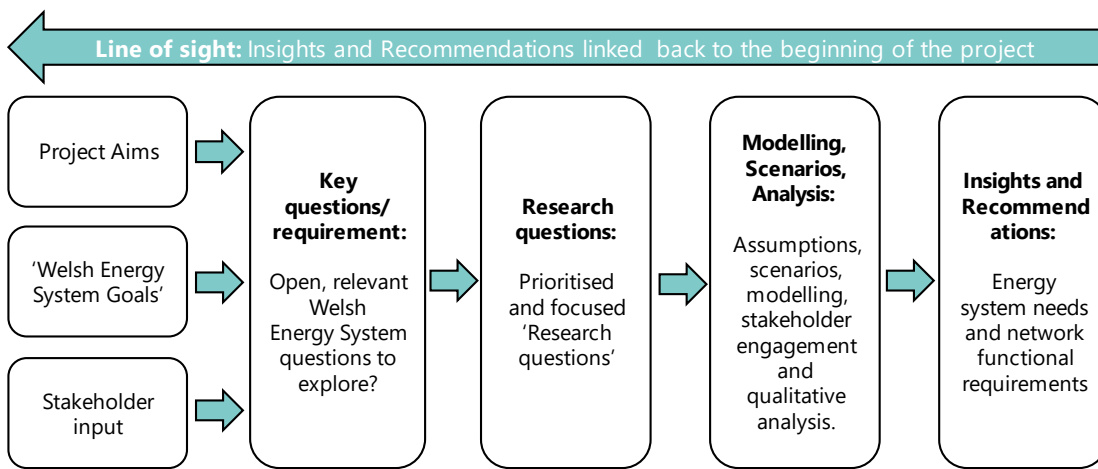 Line of sight: Insights and Recommendations linked back to the beginning of the project
Project Aims
‘Welsh Energy
System Goals’
Stakeholder
input
Key
questions/
requirement:
Open, relevant
Welsh
Energy System
questions to
explore?
Research
questions:
Prioritised
and focused
‘Research
questions’
Modelling,
Scenarios,
Analysis:
Assumptions,
scenarios,
modelling,
stakeholder
engagement
and
qualitative
analysis.
Insights and
Recommend
ations:
Energy
system needs
and network
functional
requirements